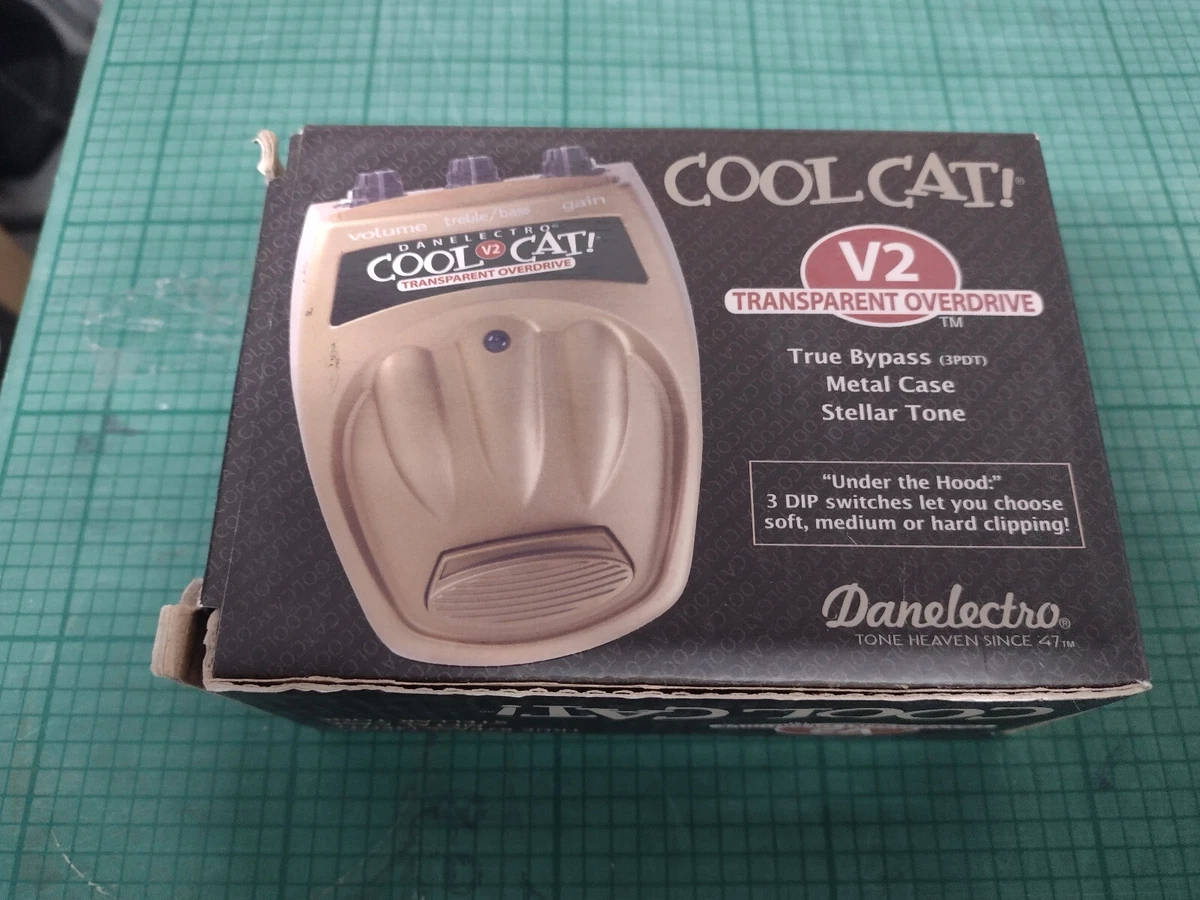 COOL CAT!®
V2
TRANSPARENT OVERDRIVE
TM
True Bypass (3PDT)
Metal Case
Stellar Tone
“Under the Hood:”
3 DIP switches let you choose
soft, medium or hard clipping!
Danelectro®
TONE HEAVEN SINCE '47TM
volume treble/bass gain
DANELECTRO®
COOL V2 CAT!
TRANSPARENT OVERDRIVE
COOL CAT!